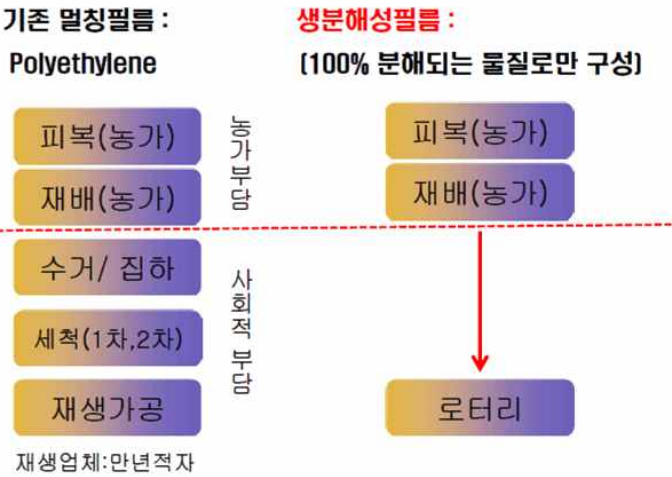 기존 멀칭필름 :
Polyethylene
피복(농가)
재배(농가)
농가부담
수거/ 집하
세척(1차,2차)
재생가공
사회적 부담
재생업체:만년적자
생분해성필름 :
(100% 분해되는 물질로만 구성)
피복(농가)
재배(농가)
로터리